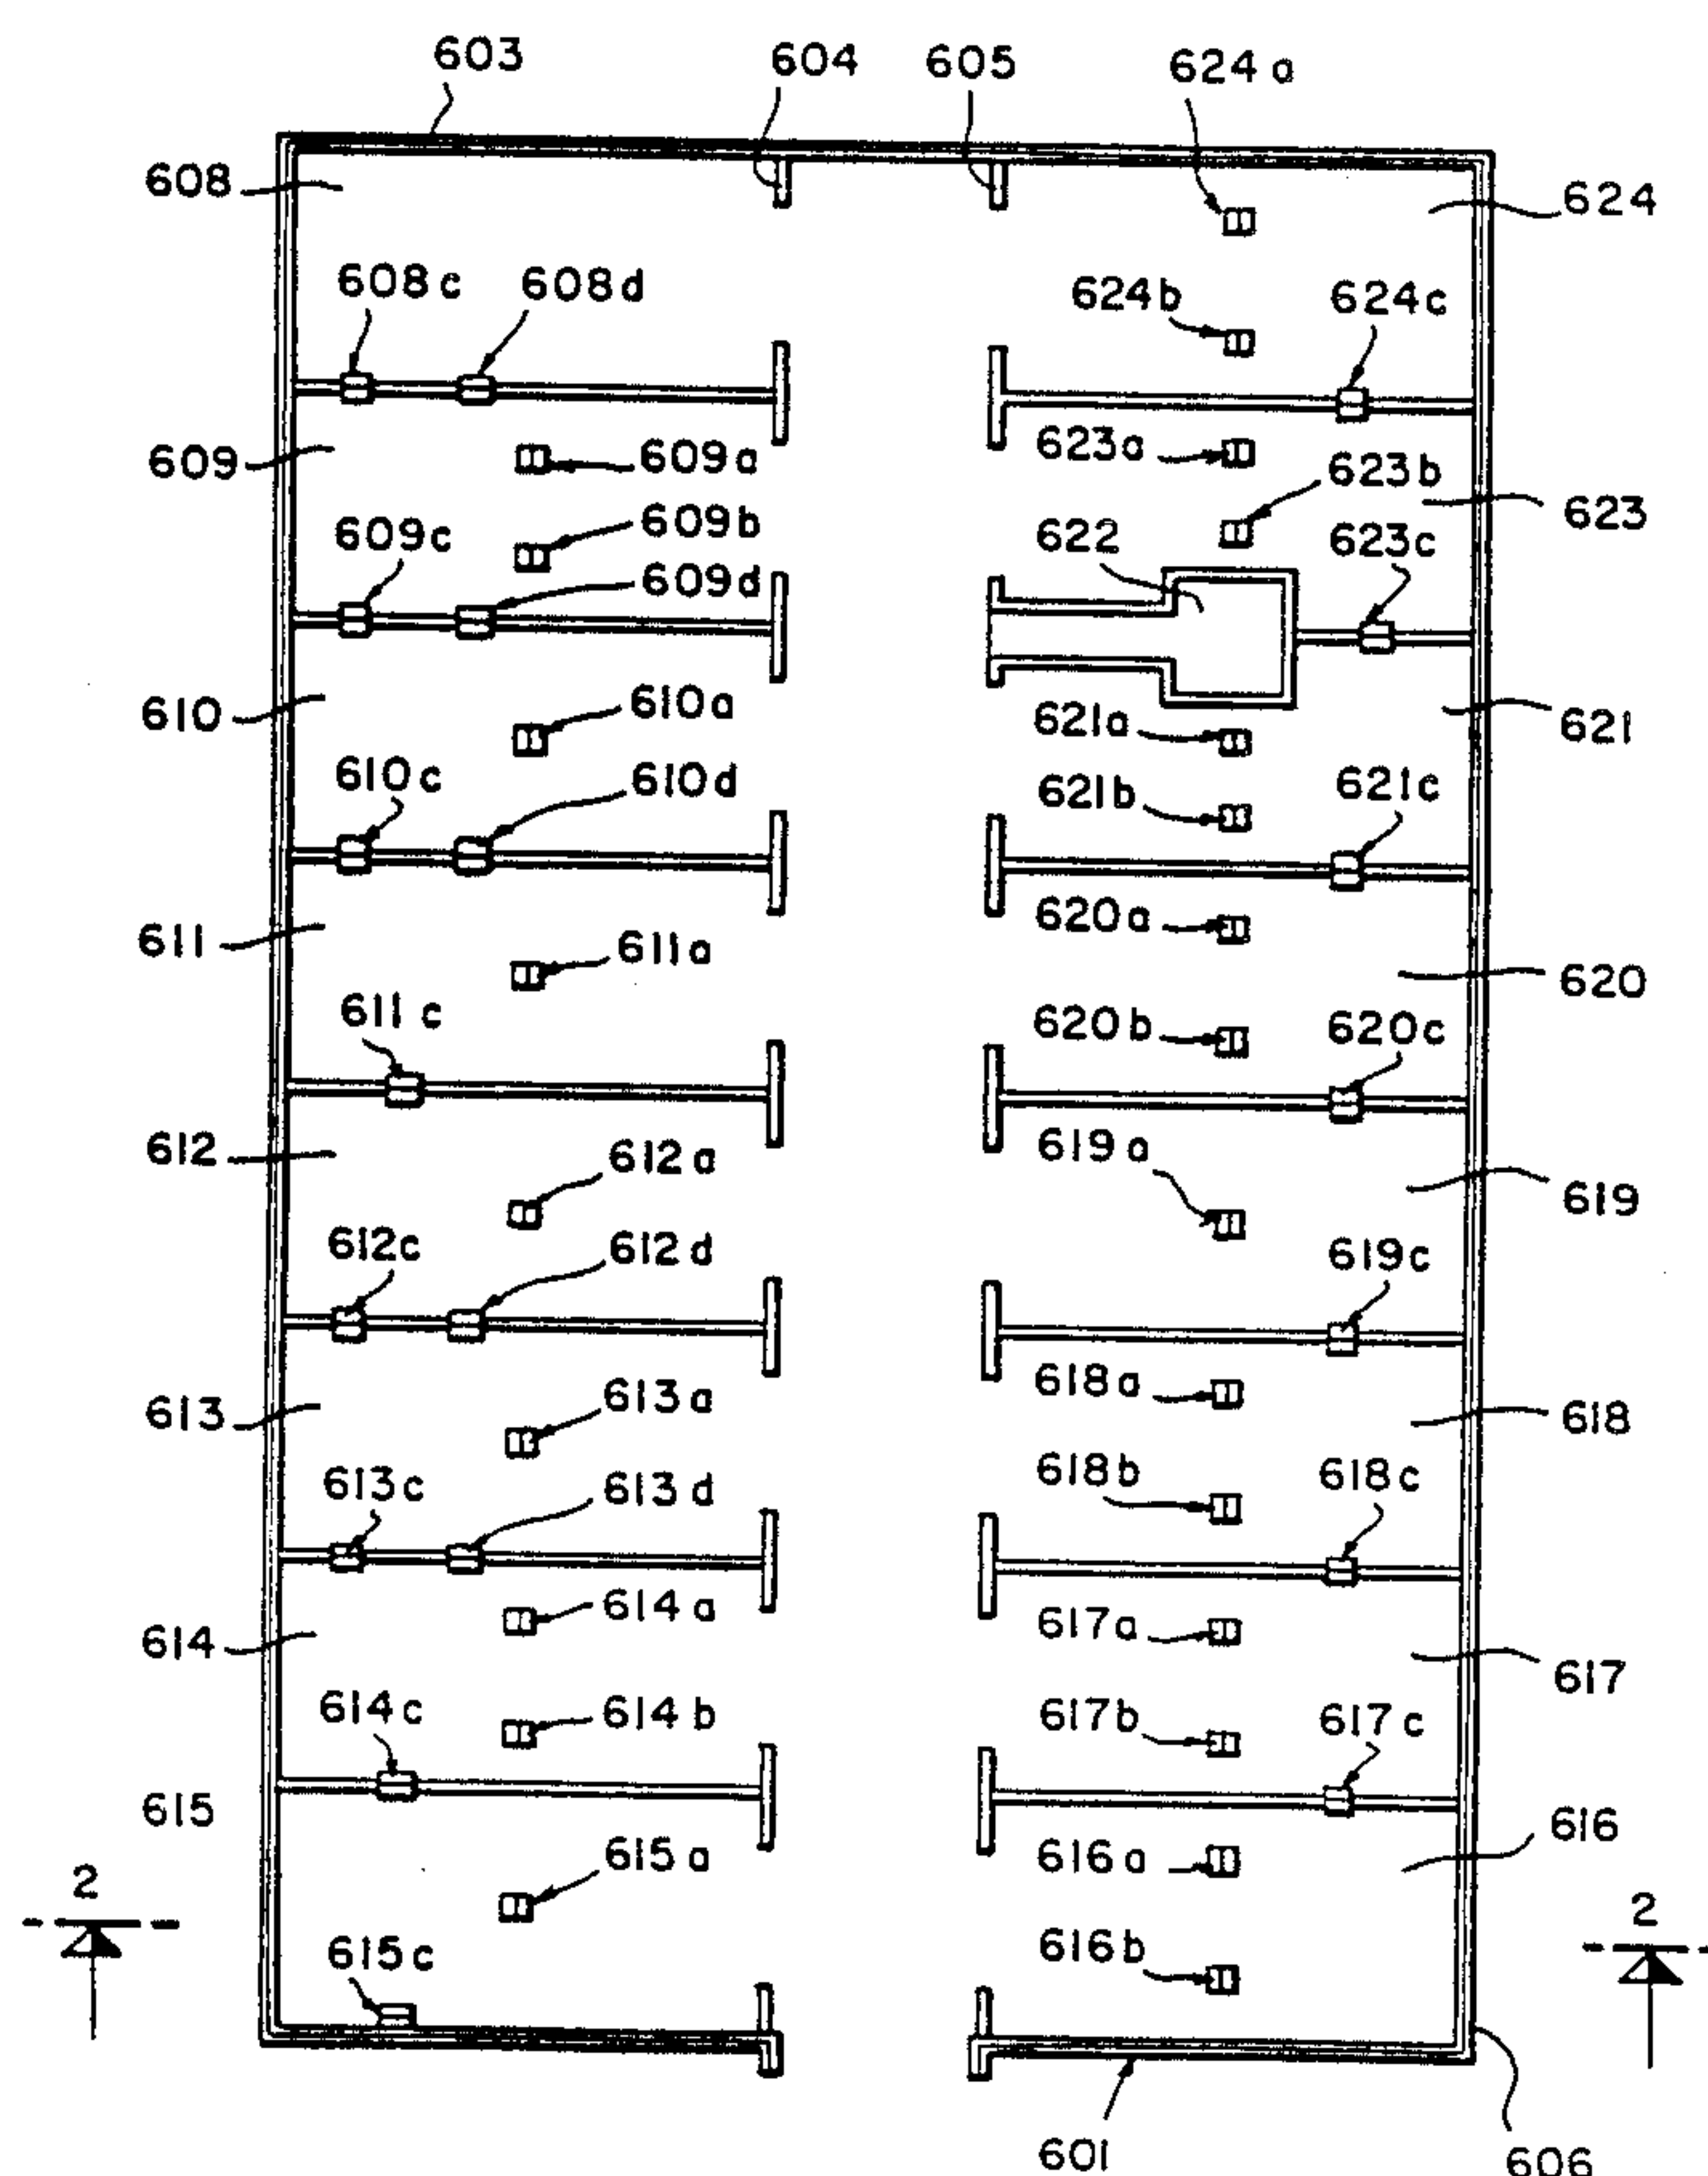 603 604 605 624a
608 624
608c 608d 624b 624c
609 609a 623a 623b 623
609c 609b 622 623c
609d
610 610a 621a 621
610c 610d 621b 621c
611 611a 620a 620
611c 620b 620c
612 612a 619a 619
612c 612d 619c
613 613a 618a 618
613c 613d 618b 618c
614 614a 617a 617
614c 614b 617b 617c
615 616
615a 616a
2 2
615c 616b
601 606